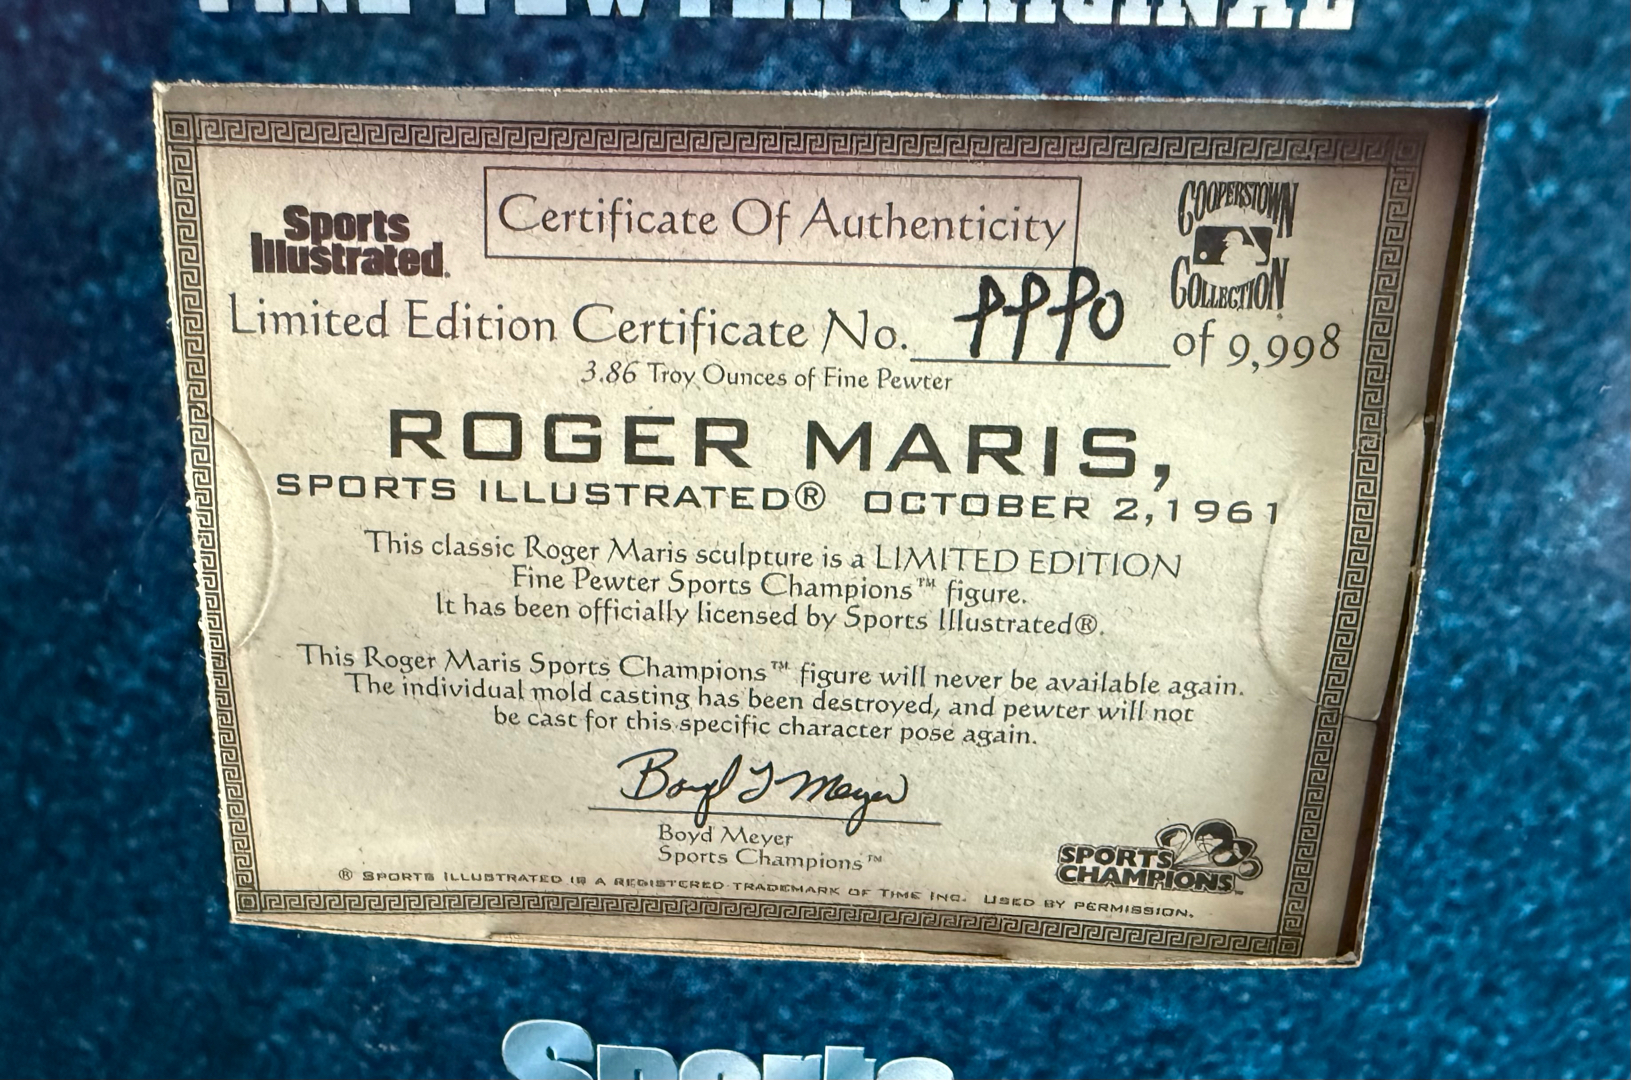 FINE PEWTER ORIGINAL
Certificate Of Authenticity
Sports
Illustrated.
COOPERSTOWN
COLLECTION
Limited Edition Certificate No. of 9,998
3.86 Troy Ounces of Fine Pewter
ROGER MARIS,
SPORTS ILLUSTRATED® OCTOBER 2, 1961
This classic Roger Maris sculpture is a LIMITED EDITION
Fine Pewter Sports Champions™ figure.
It has been officially licensed by Sports Illustrated®.
This Roger Maris Sports Champions™ figure will never be available again.
The individual mold casting has been destroyed, and pewter will not
be cast for this specific character pose again.
Boyd J Meyer
Boyd Meyer
Sports Champions™
SPORTS
CHAMPIONS™
® SPORTS ILLUSTRATED IS A REGISTERED TRADEMARK OF TIME INC. USED BY PERMISSION.
Sports